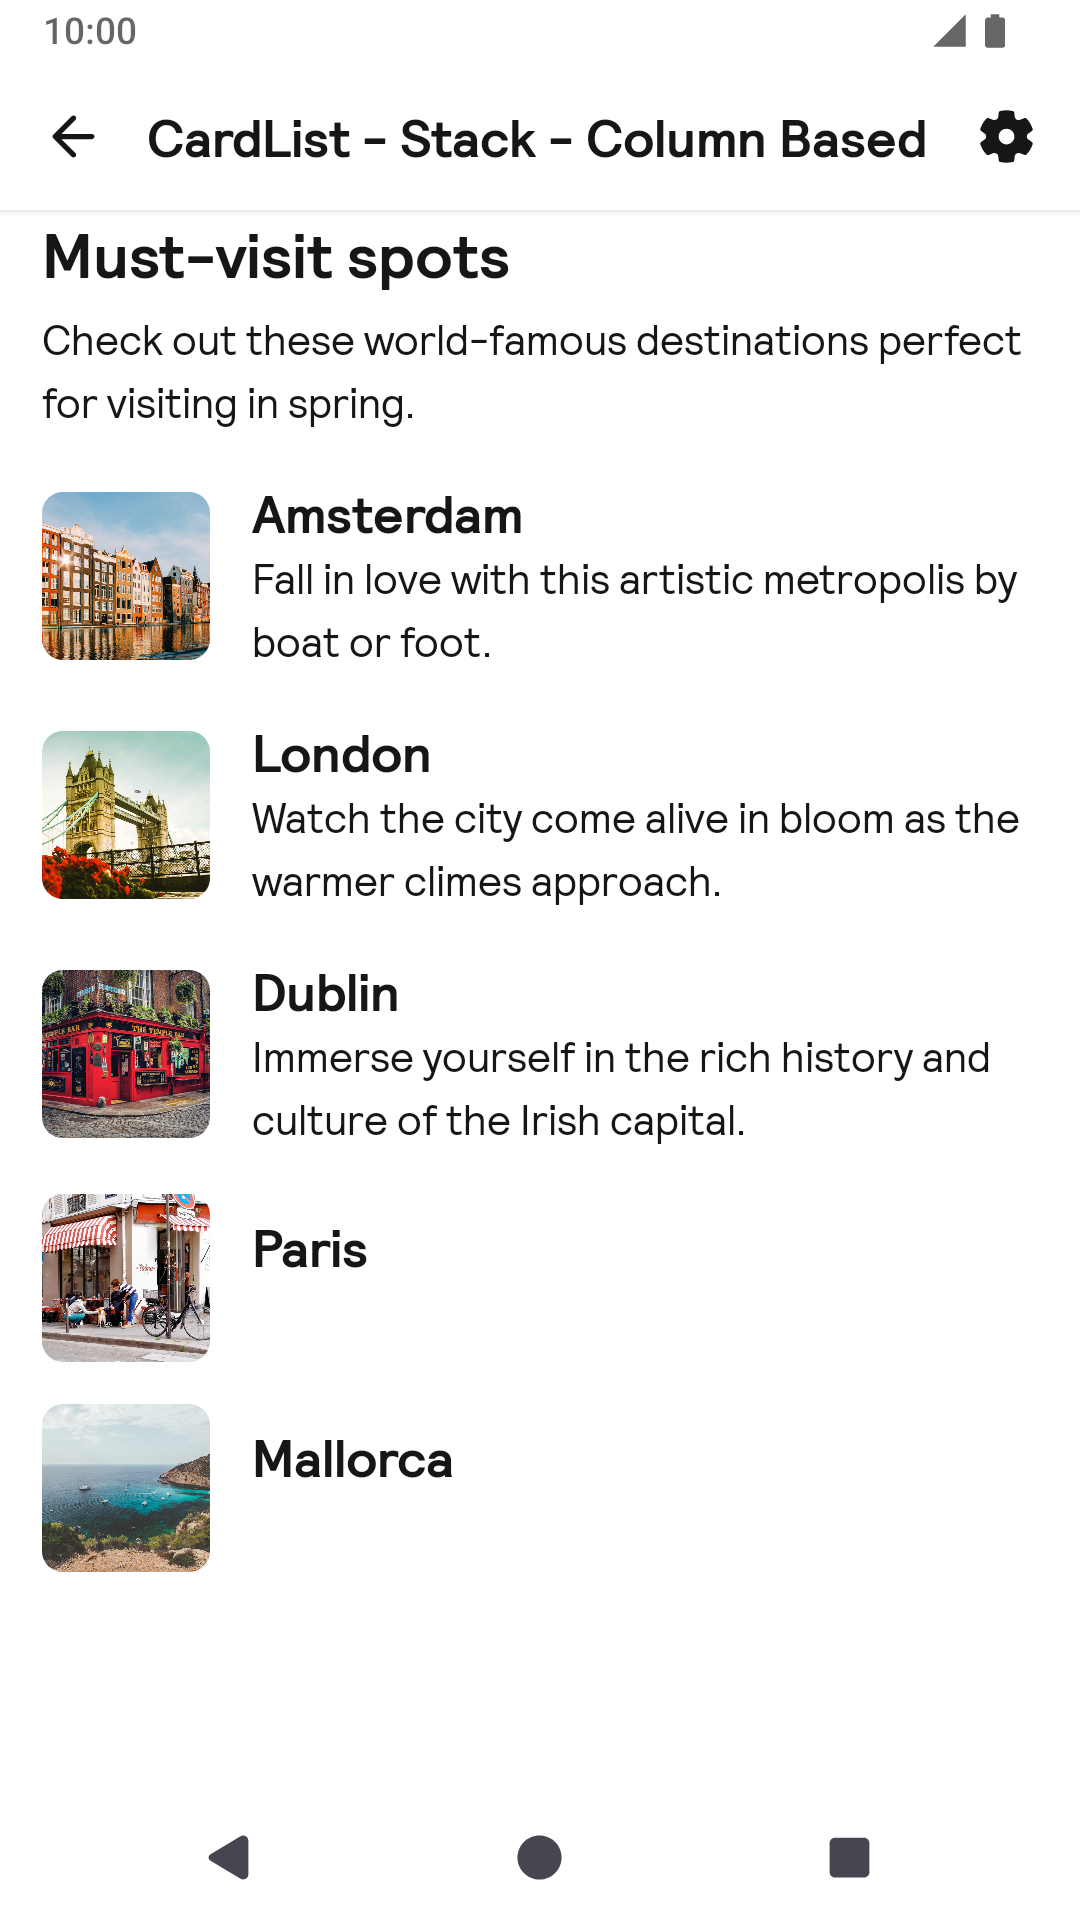 10:00
CardList - Stack - Column Based
Must-visit spots
Check out these world-famous destinations perfect
for visiting in spring.
Amsterdam
Fall in love with this artistic metropolis by
boat or foot.
London
Watch the city come alive in bloom as the
warmer climes approach.
Dublin
Immerse yourself in the rich history and
culture of the Irish capital.
THE TEMPLE BAR
Paris
Mallorca